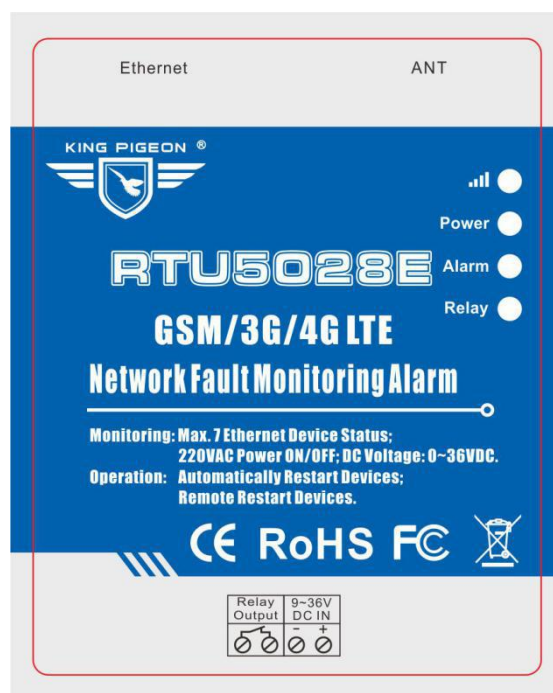 Ethernet ANT
KING PIGEON ®
Power
RTU5028E Alarm
Relay
GSM/3G/4G LTE
Network Fault Monitoring Alarm
Monitoring: Max. 7 Ethernet Device Status;
220VAC Power ON/OFF; DC Voltage: 0~36VDC.
Operation: Automatically Restart Devices;
Remote Restart Devices.
CE RoHS FC
Relay 9~36V
Output DC IN
- +